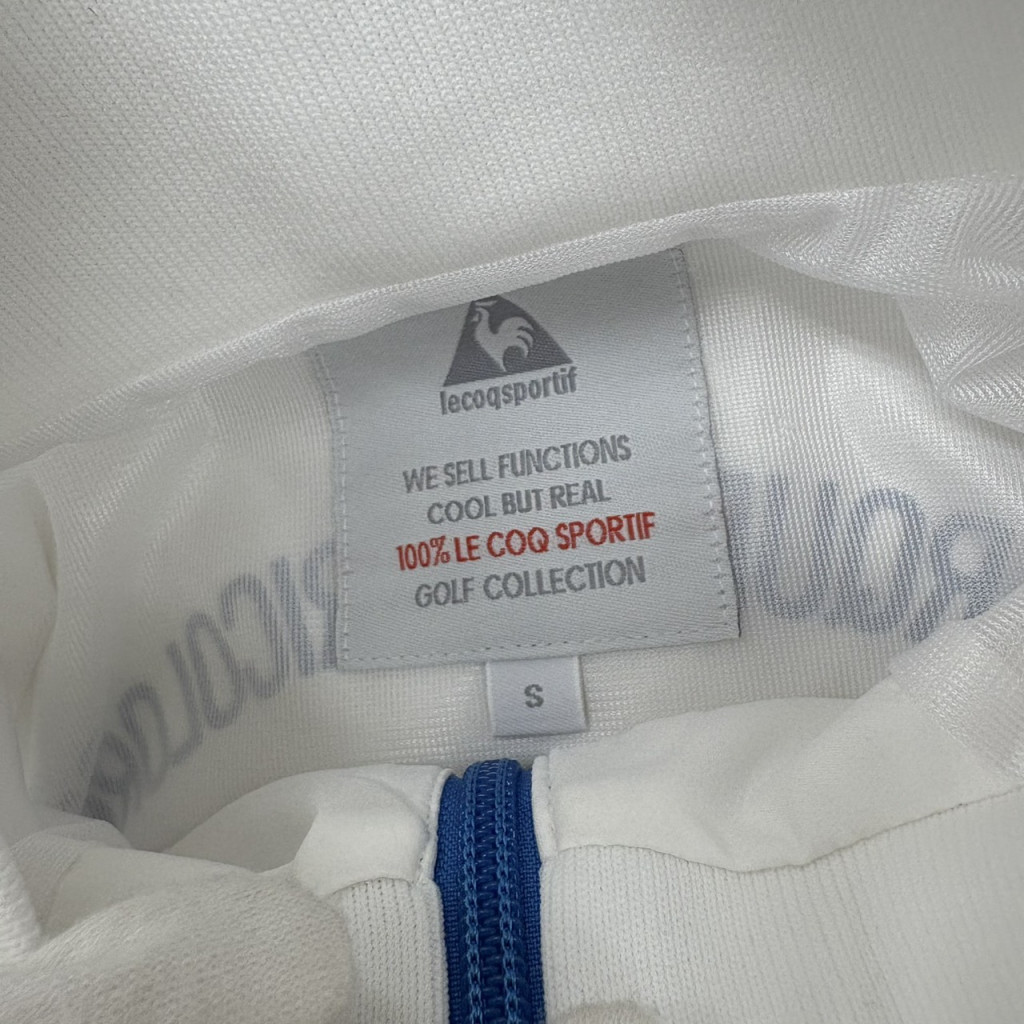 lecoqsportif
WE SELL FUNCTIONS
COOL BUT REAL
100% LE COQ SPORTIF
GOLF COLLECTION
S